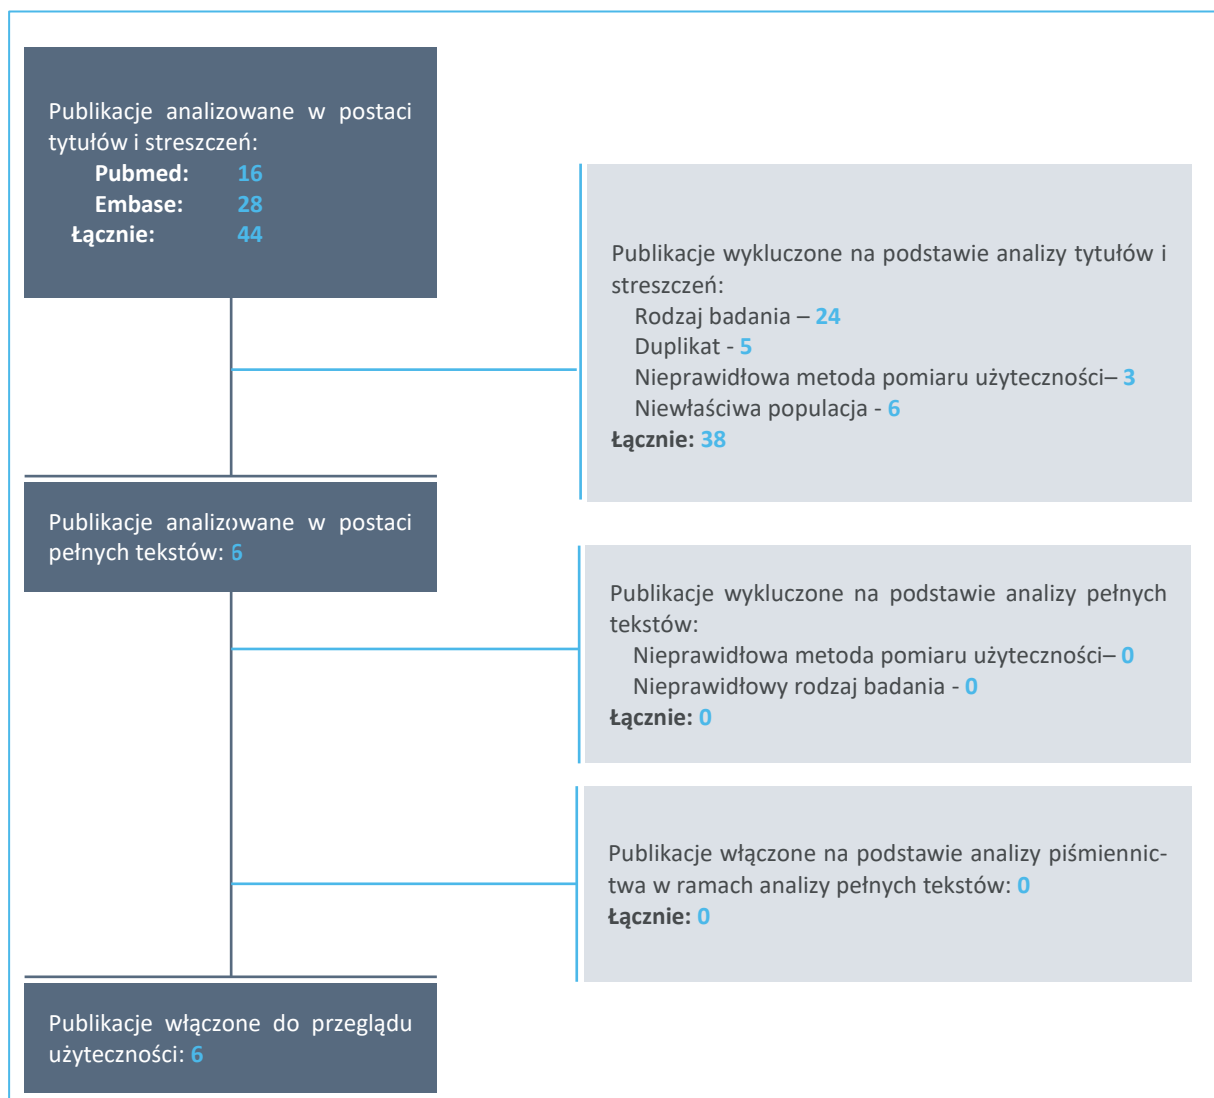 Publikacje analizowane w postaci
tytułów i streszczeń:
Pubmed: 16
Embase: 28
Łącznie: 44
Publikacje wykluczone na podstawie analizy tytułów i
streszczeń:
Rodzaj badania – 24
Duplikat - 5
Nieprawidłowa metoda pomiaru użyteczności– 3
Niewłaściwa populacja - 6
Łącznie: 38
Publikacje analizowane w postaci
pełnych tekstów: 6
Publikacje wykluczone na podstawie analizy pełnych
tekstów:
Nieprawidłowa metoda pomiaru użyteczności– 0
Nieprawidłowy rodzaj badania - 0
Łącznie: 0
Publikacje włączone na podstawie analizy piśmiennic-
twa w ramach analizy pełnych tekstów: 0
Łącznie: 0
Publikacje włączone do przeglądu
użyteczności: 6